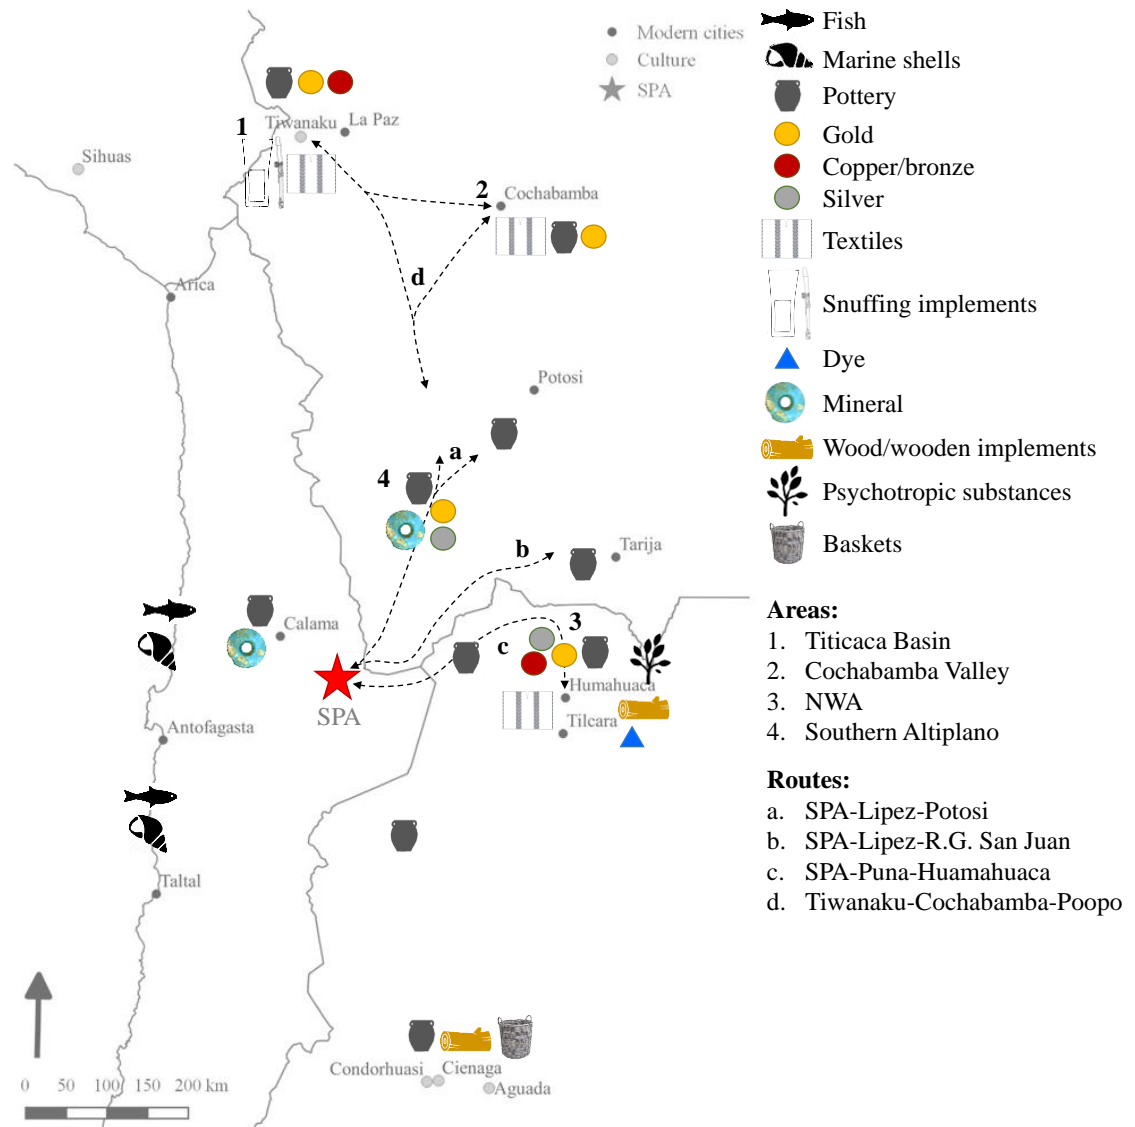 Modern cities
Culture
SPA
Fish
Marine shells
Pottery
Gold
Copper/bronze
Silver
Textiles
Snuffing implements
Dye
Mineral
Wood/wooden implements
Psychotropic substances
Baskets
Areas:
1. Titicaca Basin
2. Cochabamba Valley
3. NWA
4. Southern Altiplano
Routes:
a. SPA-Lipez-Potosi
b. SPA-Lipez-R.G. San Juan
c. SPA-Puna-Huamahuaca
d. Tiwanaku-Cochabamba-Poopo
1
Tiwanaku
La Paz
Sihuas
2
Cochabamba
d
Arica
Potosi
a
4
b
Tarija
Calama
3
c
Humahuaca
SPA
Tilcara
Antofagasta
Taltal
Condorhuasi
Cienaga
Aguada
0 50 100 150 200 km